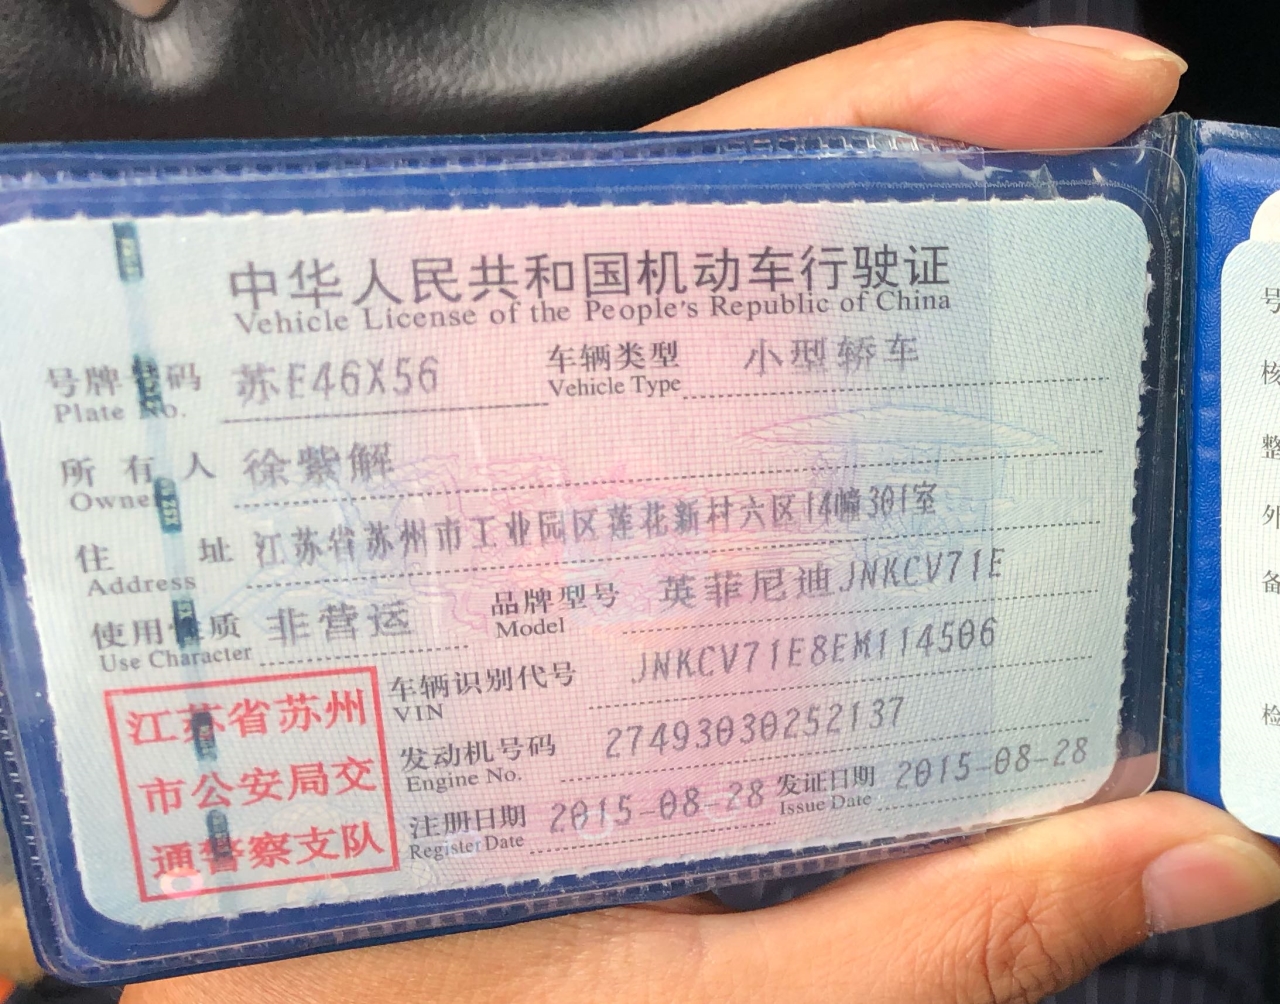 中华人民共和国机动车行驶证
Vehicle License of the People's Republic of China
号牌号码 苏E46X56 车辆类型 小型轿车
Plate No. Vehicle Type
所有人 徐紫解
Owner
住址 江苏省苏州市工业园区莲花新村六区14幢301室
Address
使用性质 非营运 品牌型号 英菲尼迪JNKCV71E
Use Character Model
车辆识别代号 JNKCV71E8EM114506
VIN
发动机号码 27493030252137
Engine No.
注册日期 2015-08-28 发证日期 2015-08-28
Register Date Issue Date
江苏省苏州
市公安局交
通警察支队
号
核
整
外
备
检